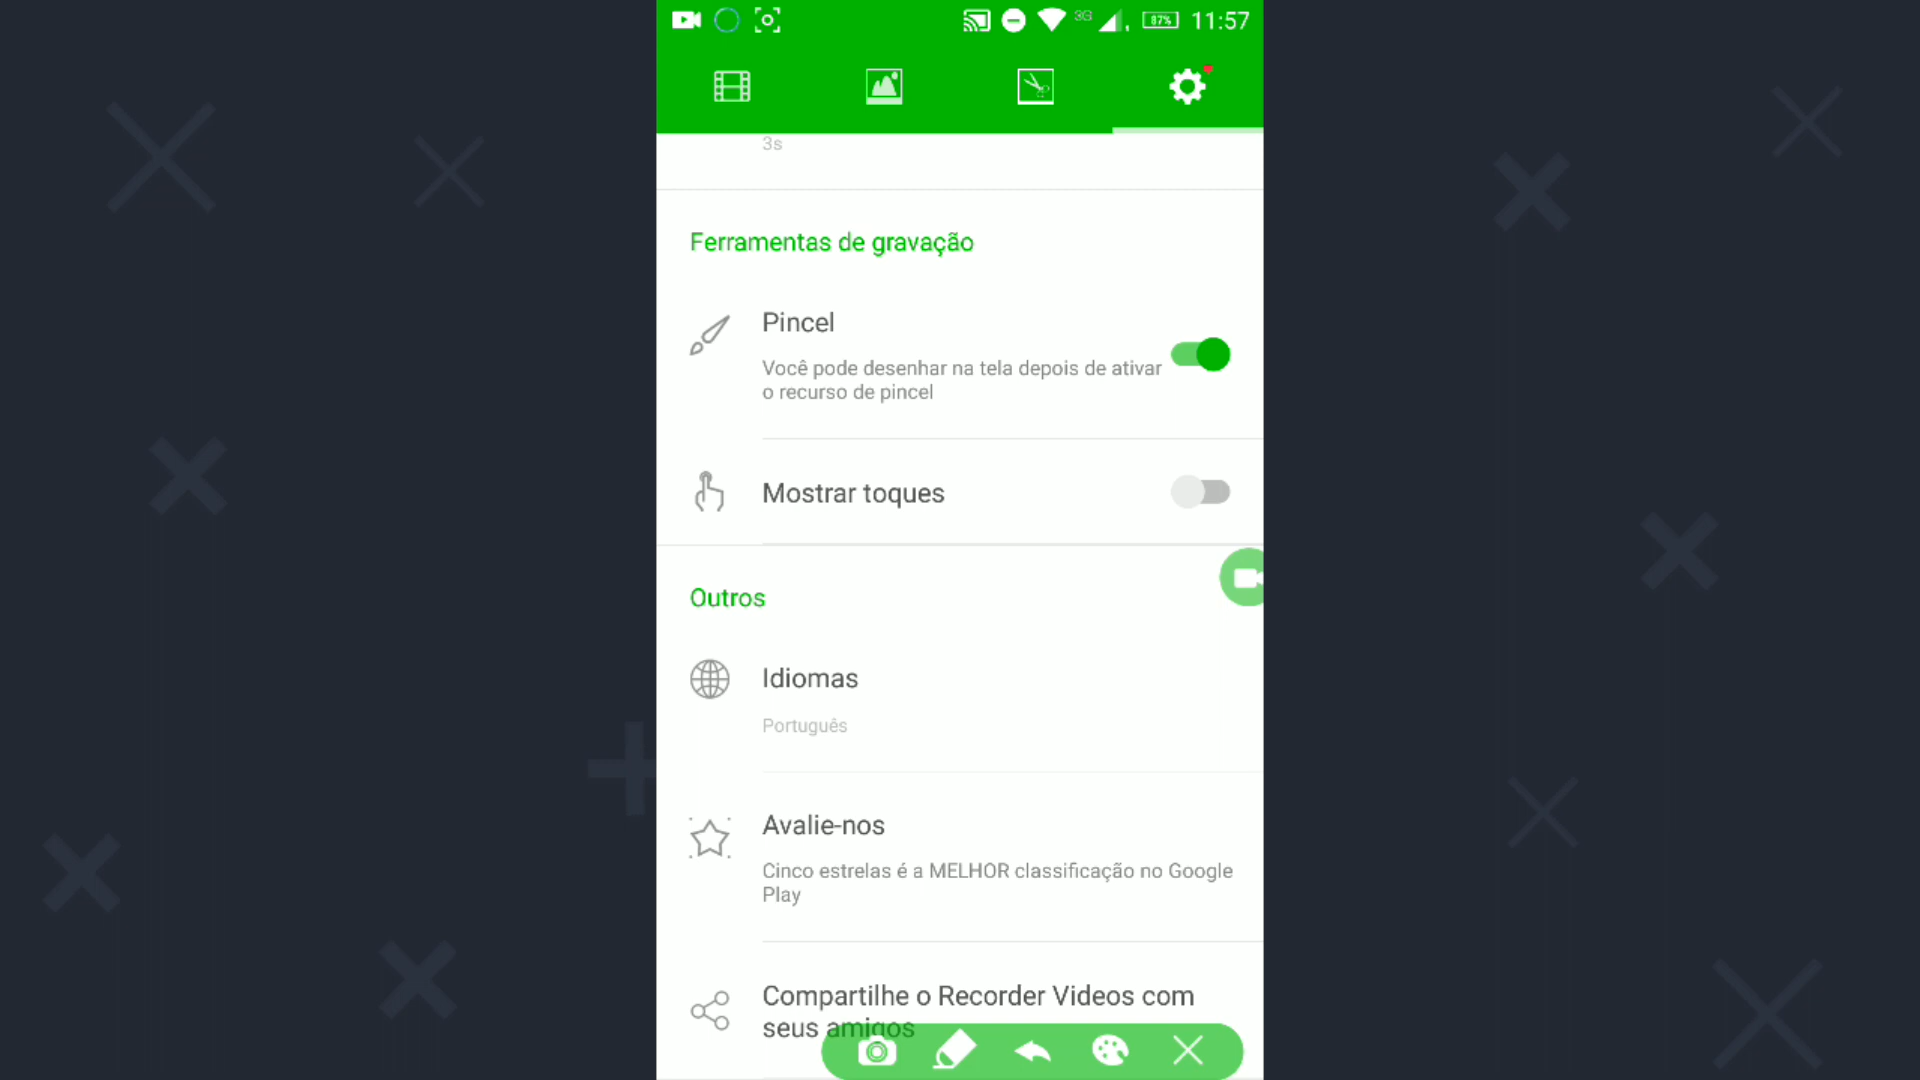 3G 87% 11:57
3s
Ferramentas de gravação
Pincel
Você pode desenhar na tela depois de ativar
o recurso de pincel
Mostrar toques
Outros
Idiomas
Português
Avalie-nos
Cinco estrelas é a MELHOR classificação no Google
Play
Compartilhe o Recorder Videos com
seus amigos